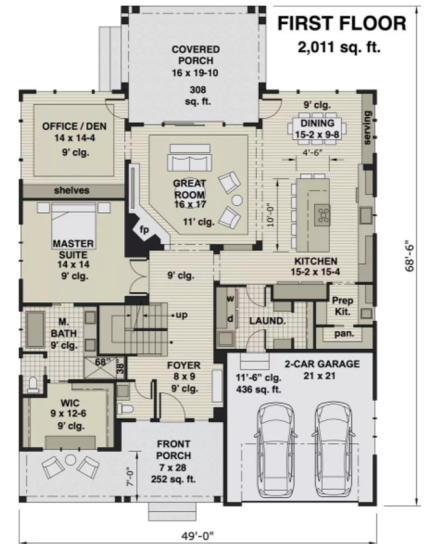 FIRST FLOOR
2,011 sq. ft.
COVERED
PORCH
16 x 19-10
308
sq. ft.
OFFICE / DEN
14 x 14-4
9' clg.
shelves
9' clg.
DINING
15-2 x 9-8
serving
4'-6"
GREAT
ROOM
16 x 17
11' clg.
10'-0"
fp
KITCHEN
15-2 x 15-4
MASTER
SUITE
14 x 14
9' clg.
9' clg.
68'-6"
up
w
d
LAUND.
Prep
Kit.
pan.
M.
BATH
9' clg.
68"
38"
FOYER
8 x 9
9' clg.
2-CAR GARAGE
21 x 21
11'-6" clg.
436 sq. ft.
WIC
9 x 12-6
9' clg.
FRONT
PORCH
7 x 28
252 sq. ft.
7'-0"
49'-0"